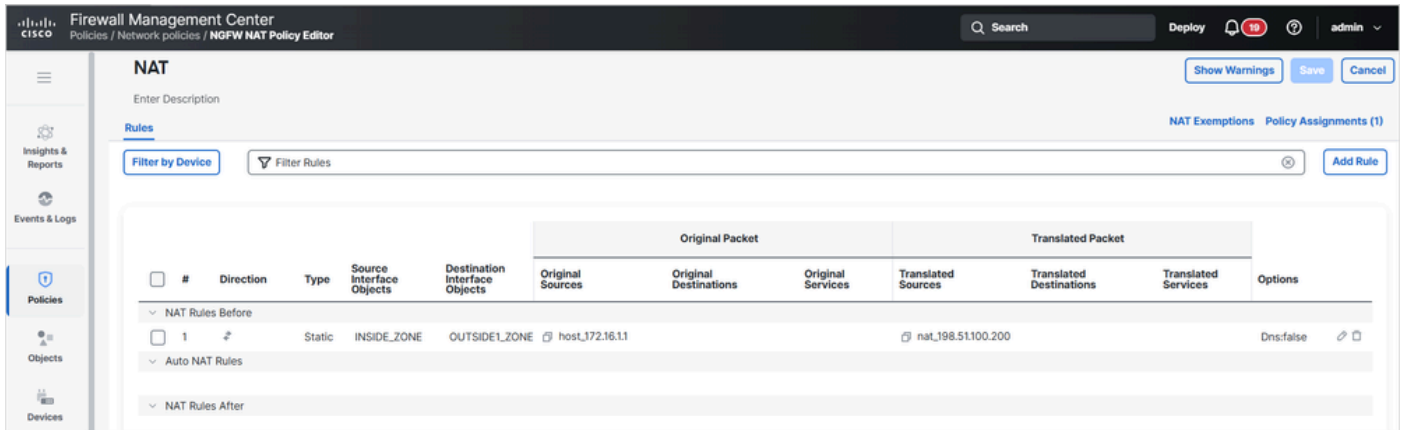 cisco
Firewall Management Center
Policies / Network policies / NGFW NAT Policy Editor
Search
Deploy
19
admin
NAT
Show Warnings
Save
Cancel
Enter Description
Rules
NAT Exemptions
Policy Assignments (1)
Filter by Device
Filter Rules
Add Rule
Insights &
Reports
Events & Logs
Policies
Objects
Devices
Original Packet
Translated Packet
#
Direction
Type
Source
Interface
Objects
Destination
Interface
Objects
Original
Sources
Original
Destinations
Original
Services
Translated
Sources
Translated
Destinations
Translated
Services
Options
NAT Rules Before
1
Static
INSIDE_ZONE
OUTSIDE1_ZONE
host_172.16.1.1
nat_198.51.100.200
Dns:false
Auto NAT Rules
NAT Rules After